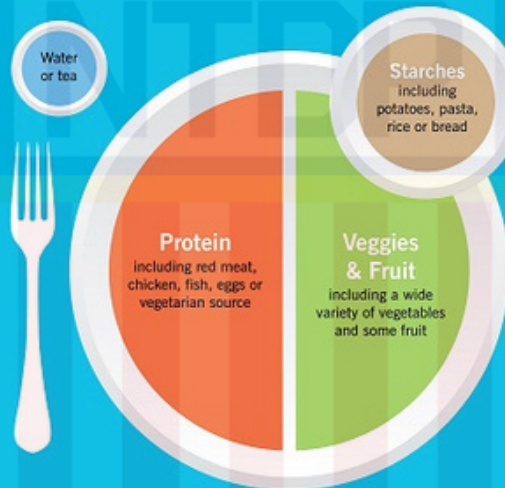 Water
or tea
Starches
including
potatoes, pasta,
rice or bread
Protein
including red meat,
chicken, fish, eggs or
vegetarian source
Veggies
& Fruit
including a wide
variety of vegetables
and some fruit